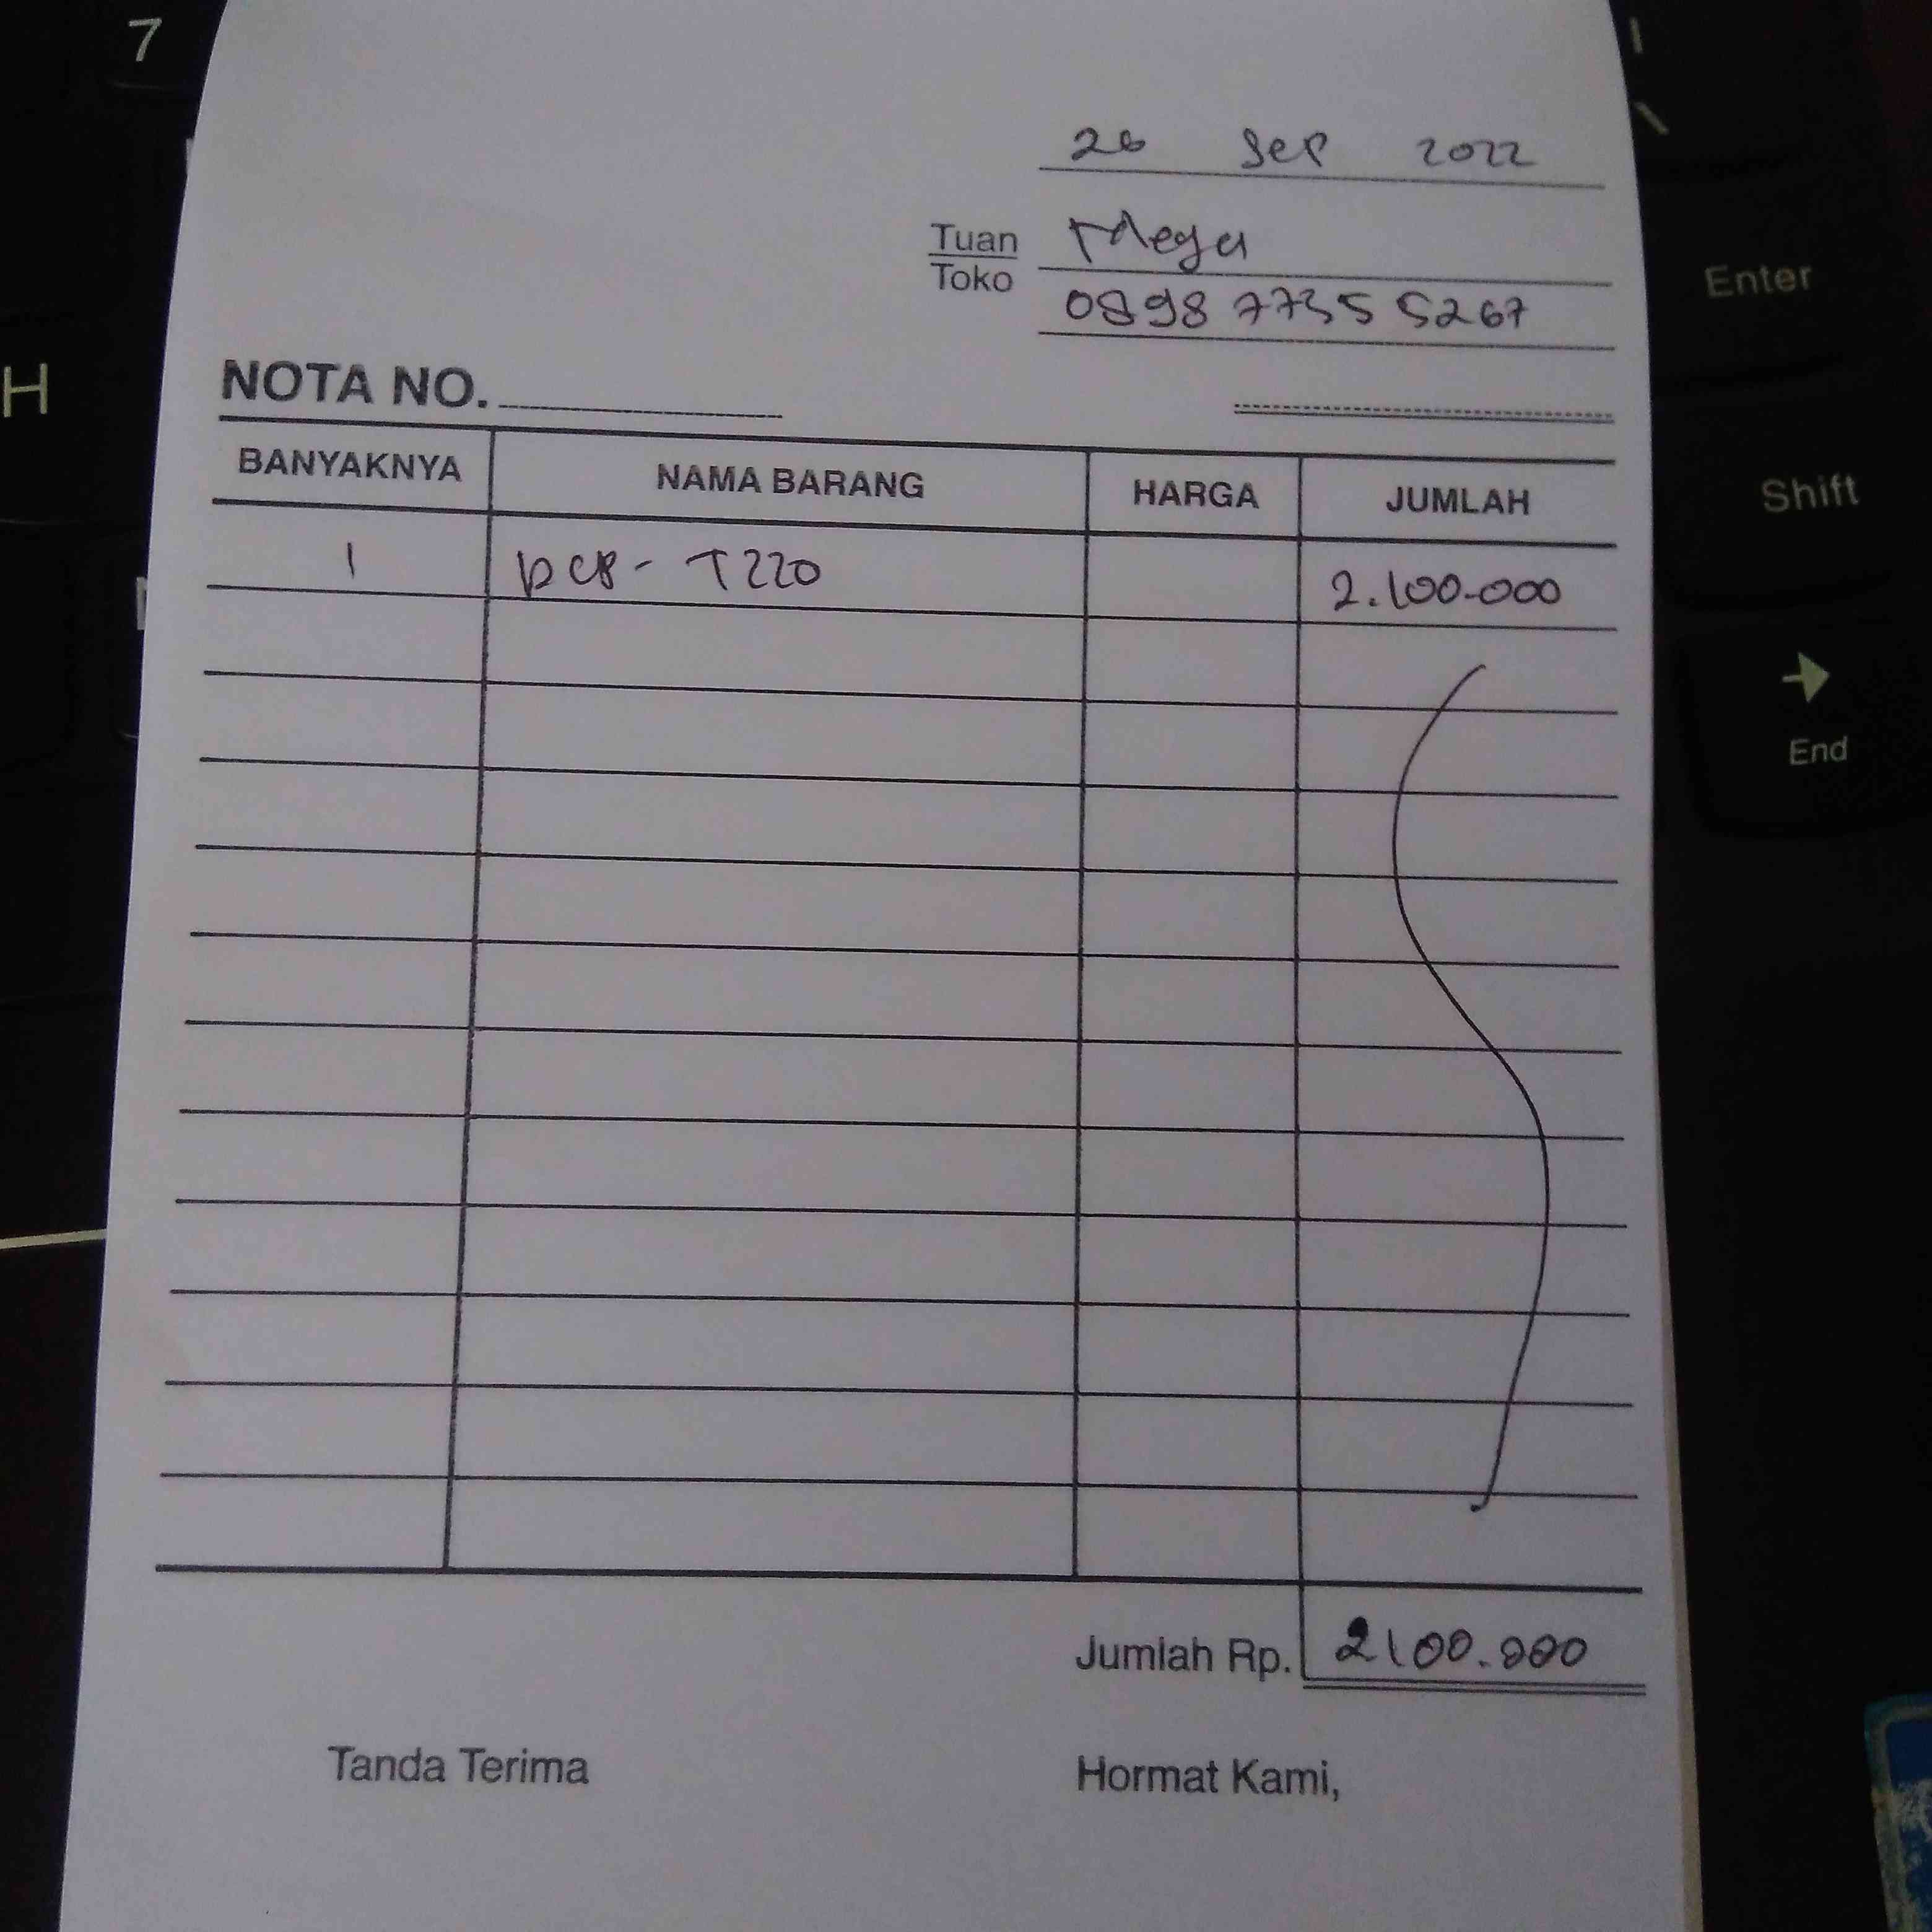 7
26 Sep 2022
Tuan
Toko
Mega
0898 7735 5267
Enter
H
NOTA NO.
BANYAKNYA NAMA BARANG HARGA JUMLAH
Shift
1 DCP - T220 2.100.000
End
Jumlah Rp. 2100.000
Tanda Terima Hormat Kami,